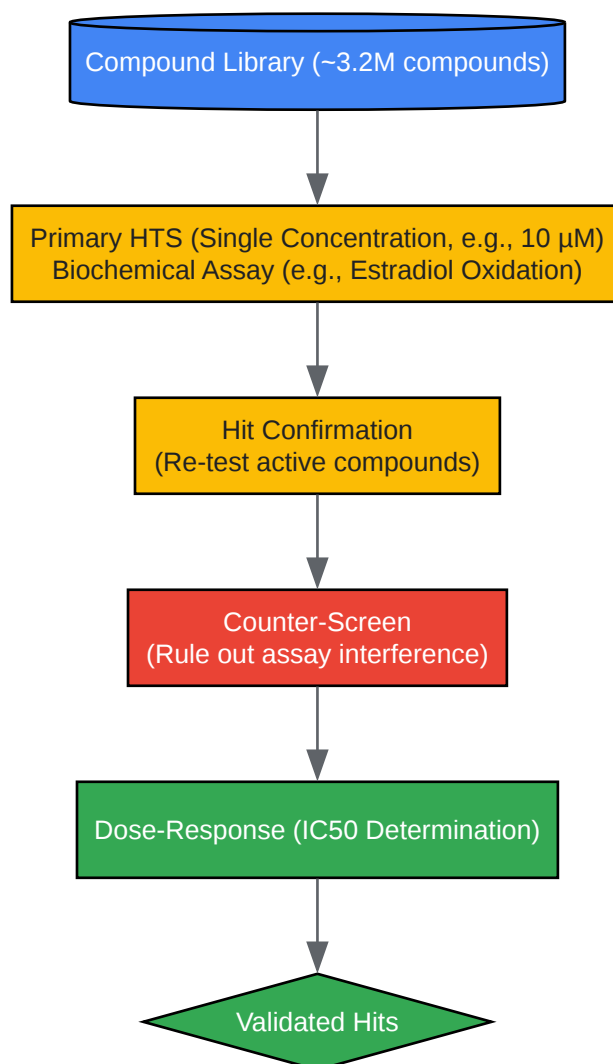 Compound Library (~3.2M compounds)
Primary HTS (Single Concentration, e.g., 10 µM)
Biochemical Assay (e.g., Estradiol Oxidation)
Hit Confirmation
(Re-test active compounds)
Counter-Screen
(Rule out assay interference)
Dose-Response (IC50 Determination)
Validated Hits